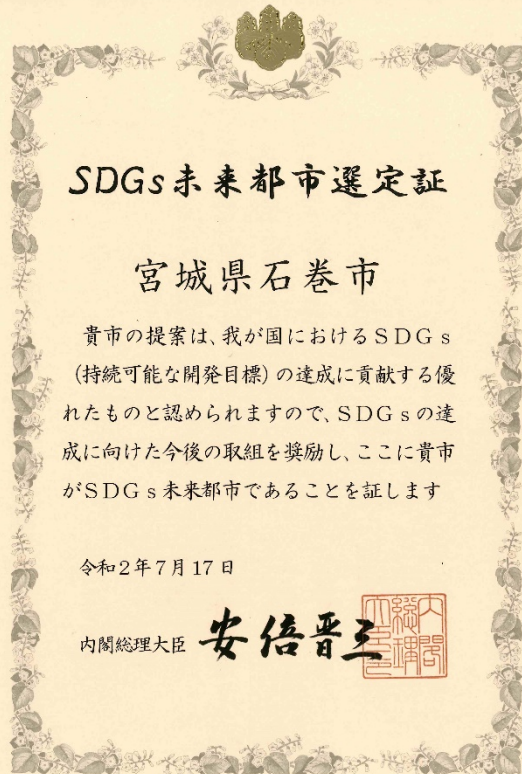 SDGs未来都市選定証
宮城県石巻市
貴市の提案は、我が国におけるSDGs
(持続可能な開発目標)の達成に貢献する優
れたものと認められますので、SDGsの達
成に向けた今後の取組を奨励し、ここに貴市
がSDGs未来都市であることを証します
令和2年7月17日
内閣総理大臣 安倍晋三
内閣総理大臣